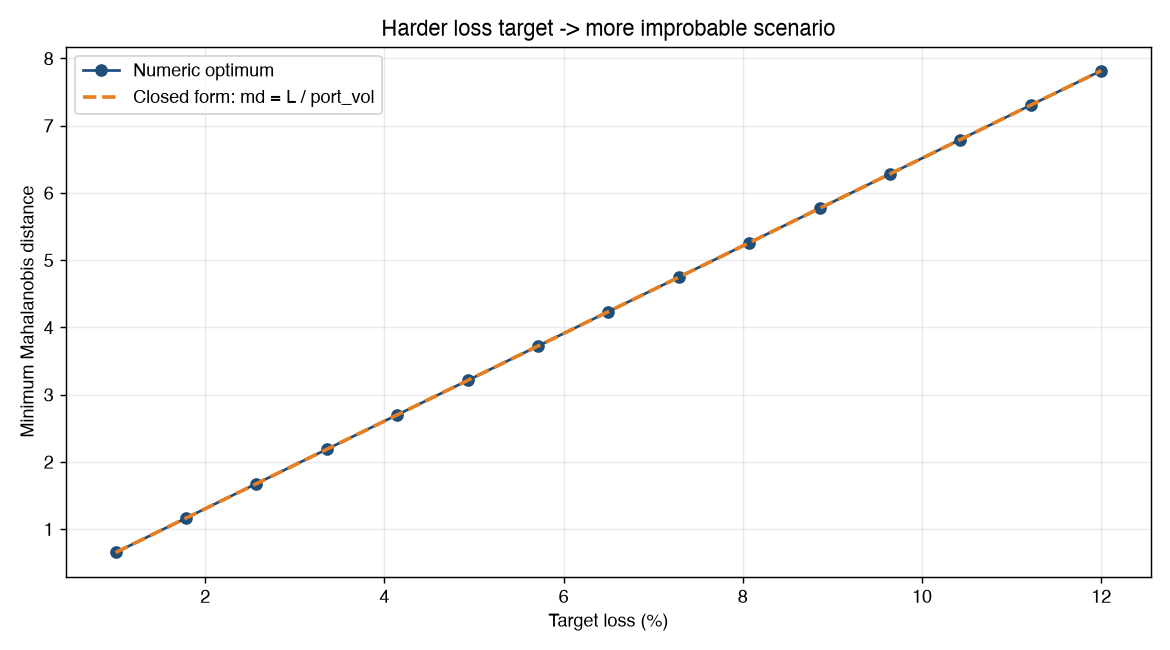 Harder loss target -> more improbable scenario
Numeric optimum
Closed form: md = L / port_vol
Minimum Mahalanobis distance
8
7
6
5
4
3
2
1
2 4 6 8 10 12
Target loss (%)